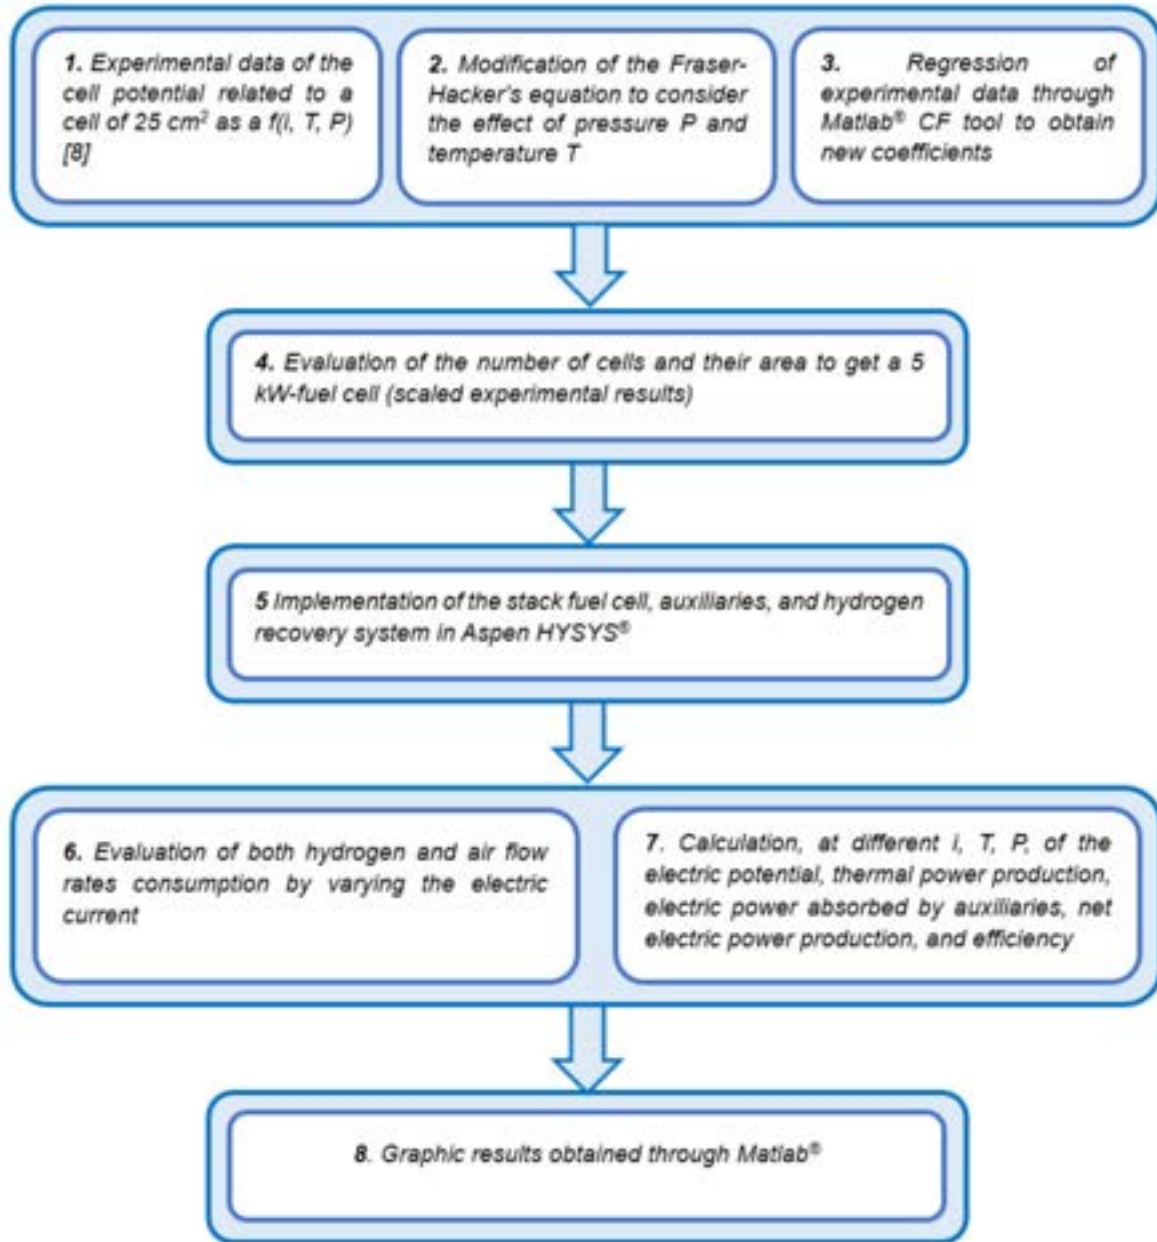 1. Experimental data of the
cell potential related to a
cell of 25 cm² as a f(i, T, P)
[8]
2. Modification of the Fraser-
Hacker's equation to consider
the effect of pressure P and
temperature T
3. Regression of
experimental data through
Matlab® CF tool to obtain
new coefficients
4. Evaluation of the number of cells and their area to get a 5
kW-fuel cell (scaled experimental results)
5 Implementation of the stack fuel cell, auxiliaries, and hydrogen
recovery system in Aspen HYSYS®
6. Evaluation of both hydrogen and air flow
rates consumption by varying the electric
current
7. Calculation, at different i, T, P, of the
electric potential, thermal power production,
electric power absorbed by auxiliaries, net
electric power production, and efficiency
8. Graphic results obtained through Matlab®